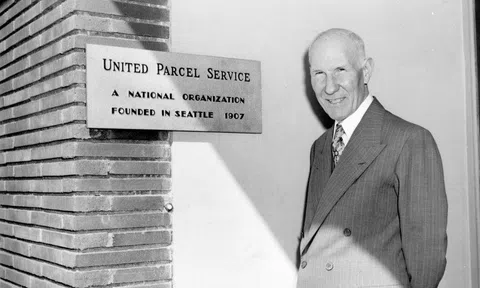 United Parcel Service
A NATIONAL ORGANIZATION
FOUNDED IN SEATTLE 1907